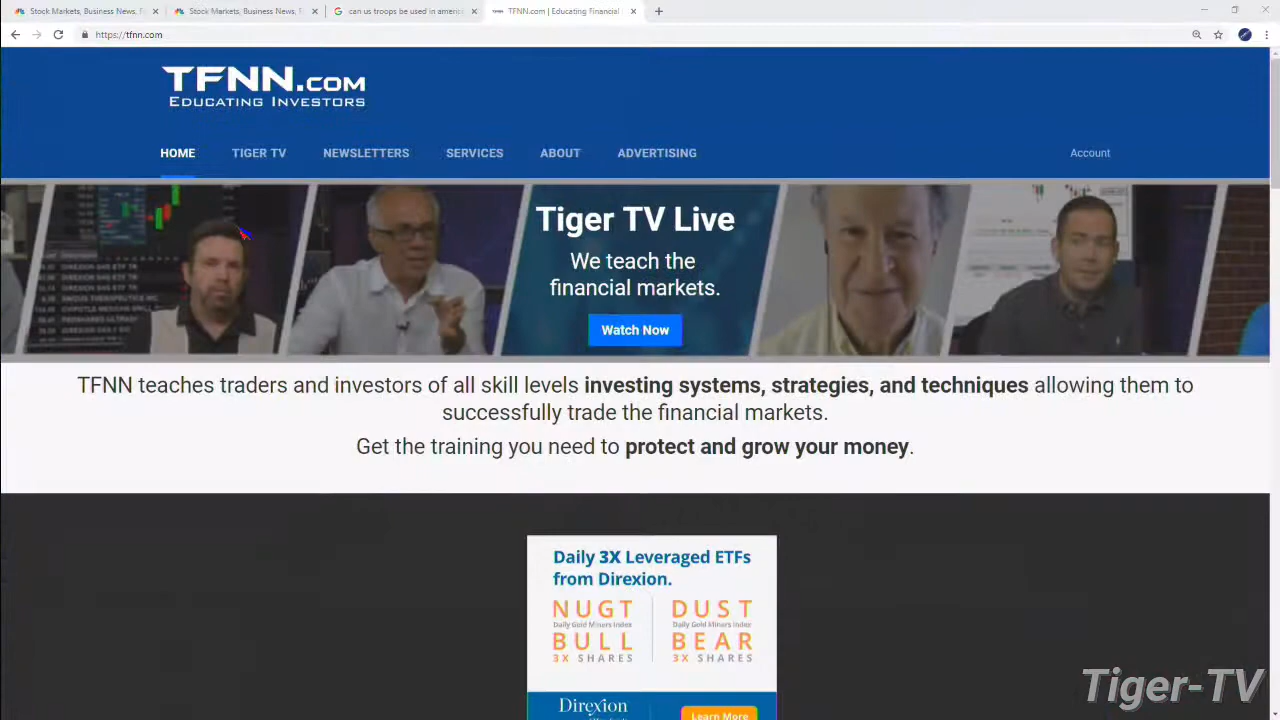 Stock Markets, Business News, F
Stock Markets, Business News, F
can us troops be used in americ
TFNN.com | Educating Financial
https://tfnn.com
TFNN.COM
EDUCATING INVESTORS
HOME
TIGER TV
NEWSLETTERS
SERVICES
ABOUT
ADVERTISING
Account
Tiger TV Live
We teach the
financial markets.
Watch Now
TFNN teaches traders and investors of all skill levels investing systems, strategies, and techniques allowing them to
successfully trade the financial markets.
Get the training you need to protect and grow your money.
Daily 3X Leveraged ETFs
from Direxion.
NUGT
Daily Gold Miners Index
BULL
3X SHARES
DUST
Daily Gold Miners Index
BEAR
3X SHARES
Direxion
Learn More
Tiger-TV